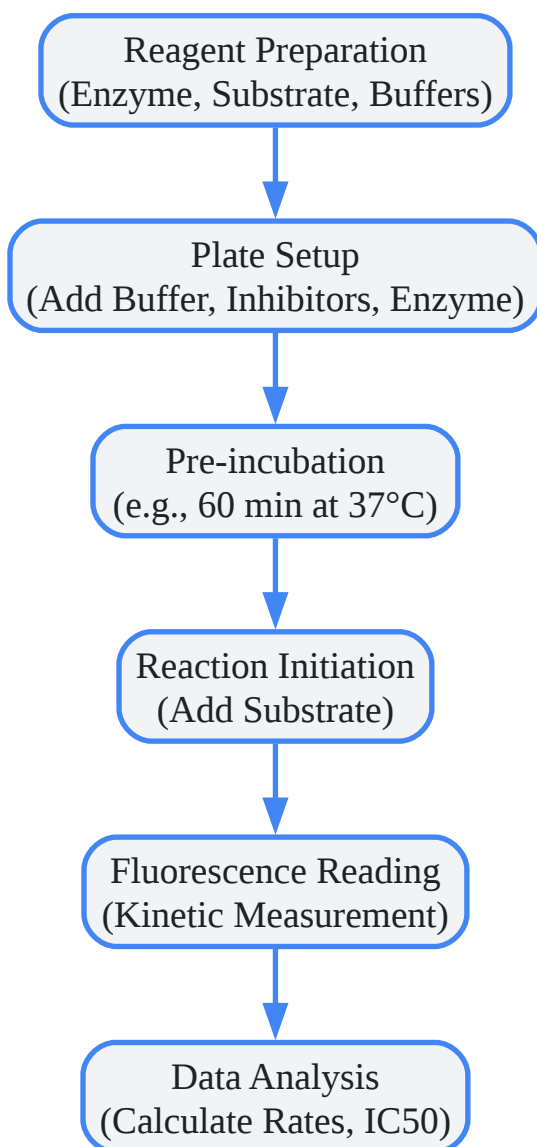 Reagent Preparation
(Enzyme, Substrate, Buffers)
Plate Setup
(Add Buffer, Inhibitors, Enzyme)
Pre-incubation
(e.g., 60 min at 37°C)
Reaction Initiation
(Add Substrate)
Fluorescence Reading
(Kinetic Measurement)
Data Analysis
(Calculate Rates, IC50)